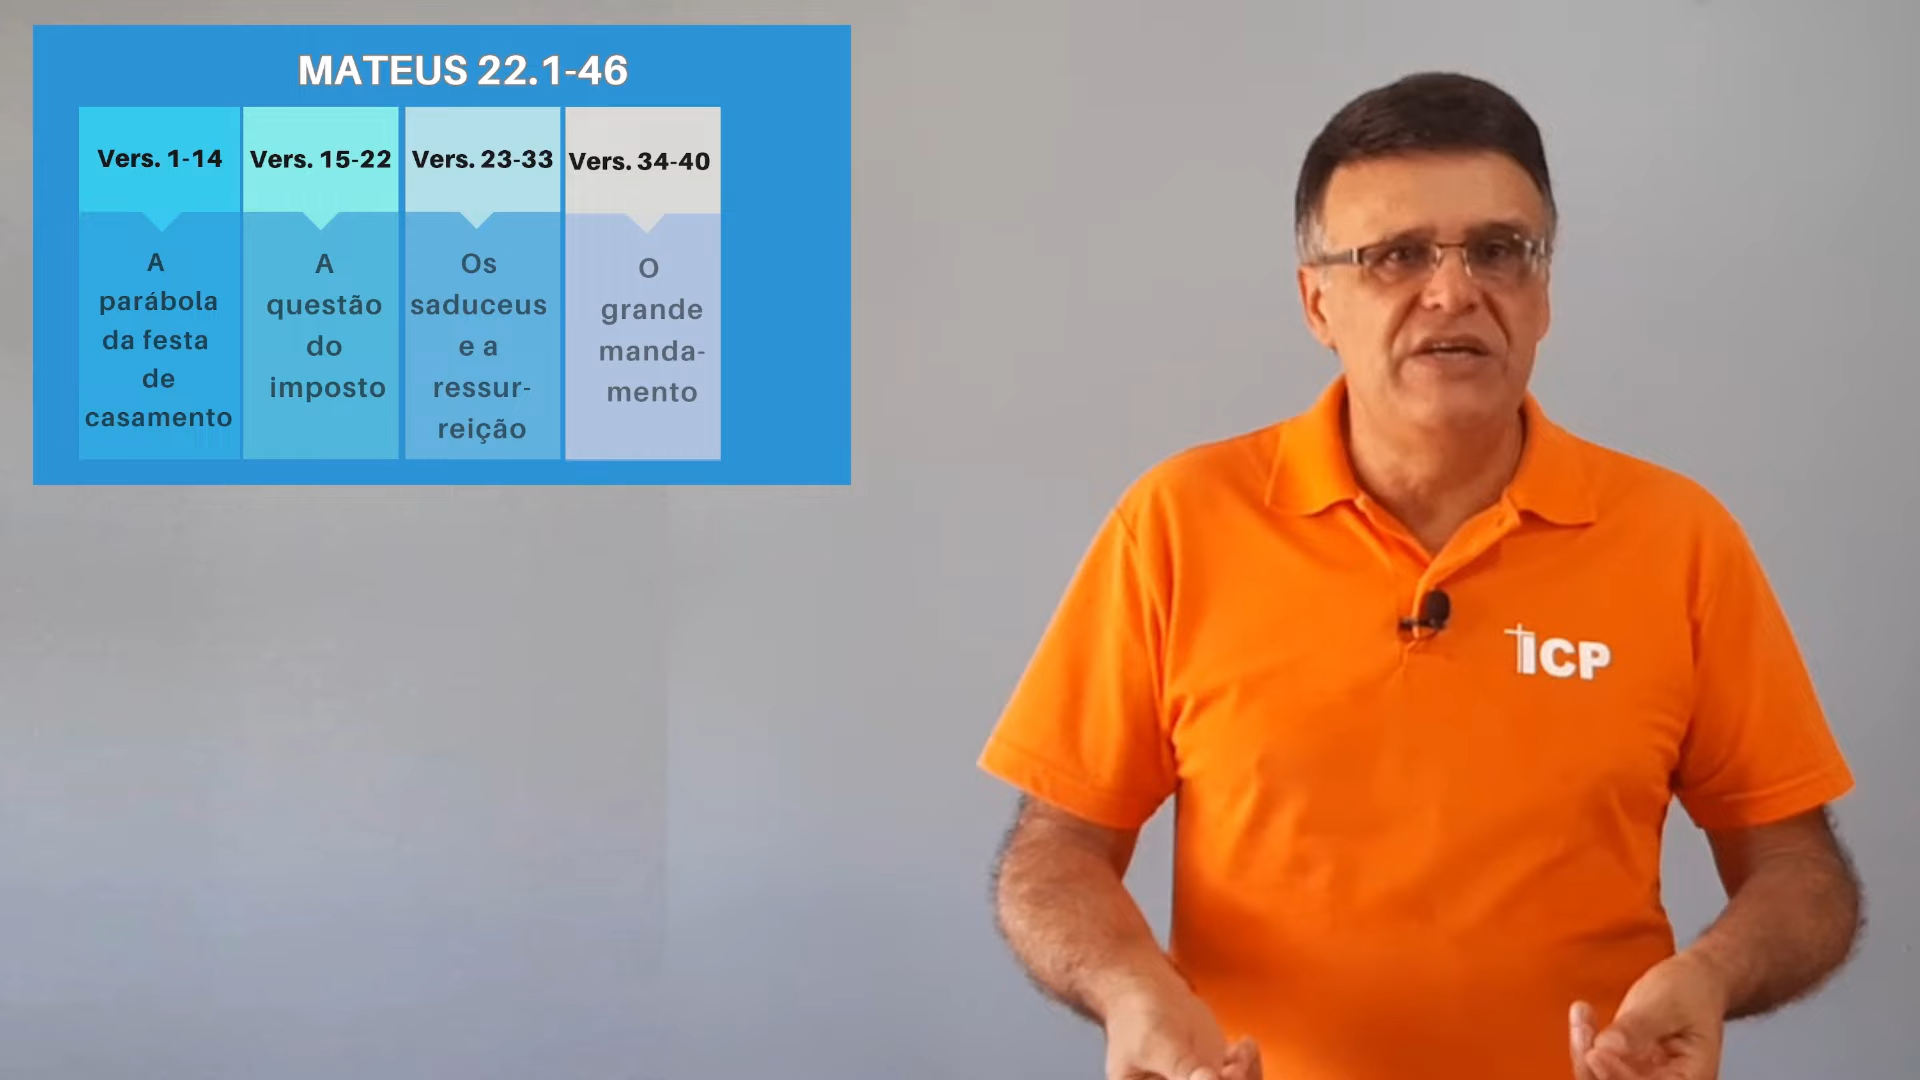 MATEUS 22.1-46
Vers. 1-14
A
parábola
da festa
de
casamento
Vers. 15-22
A
questão
do
imposto
Vers. 23-33
Os
saduceus
e a
ressur-
reição
Vers. 34-40
O
grande
manda-
mento
ICP